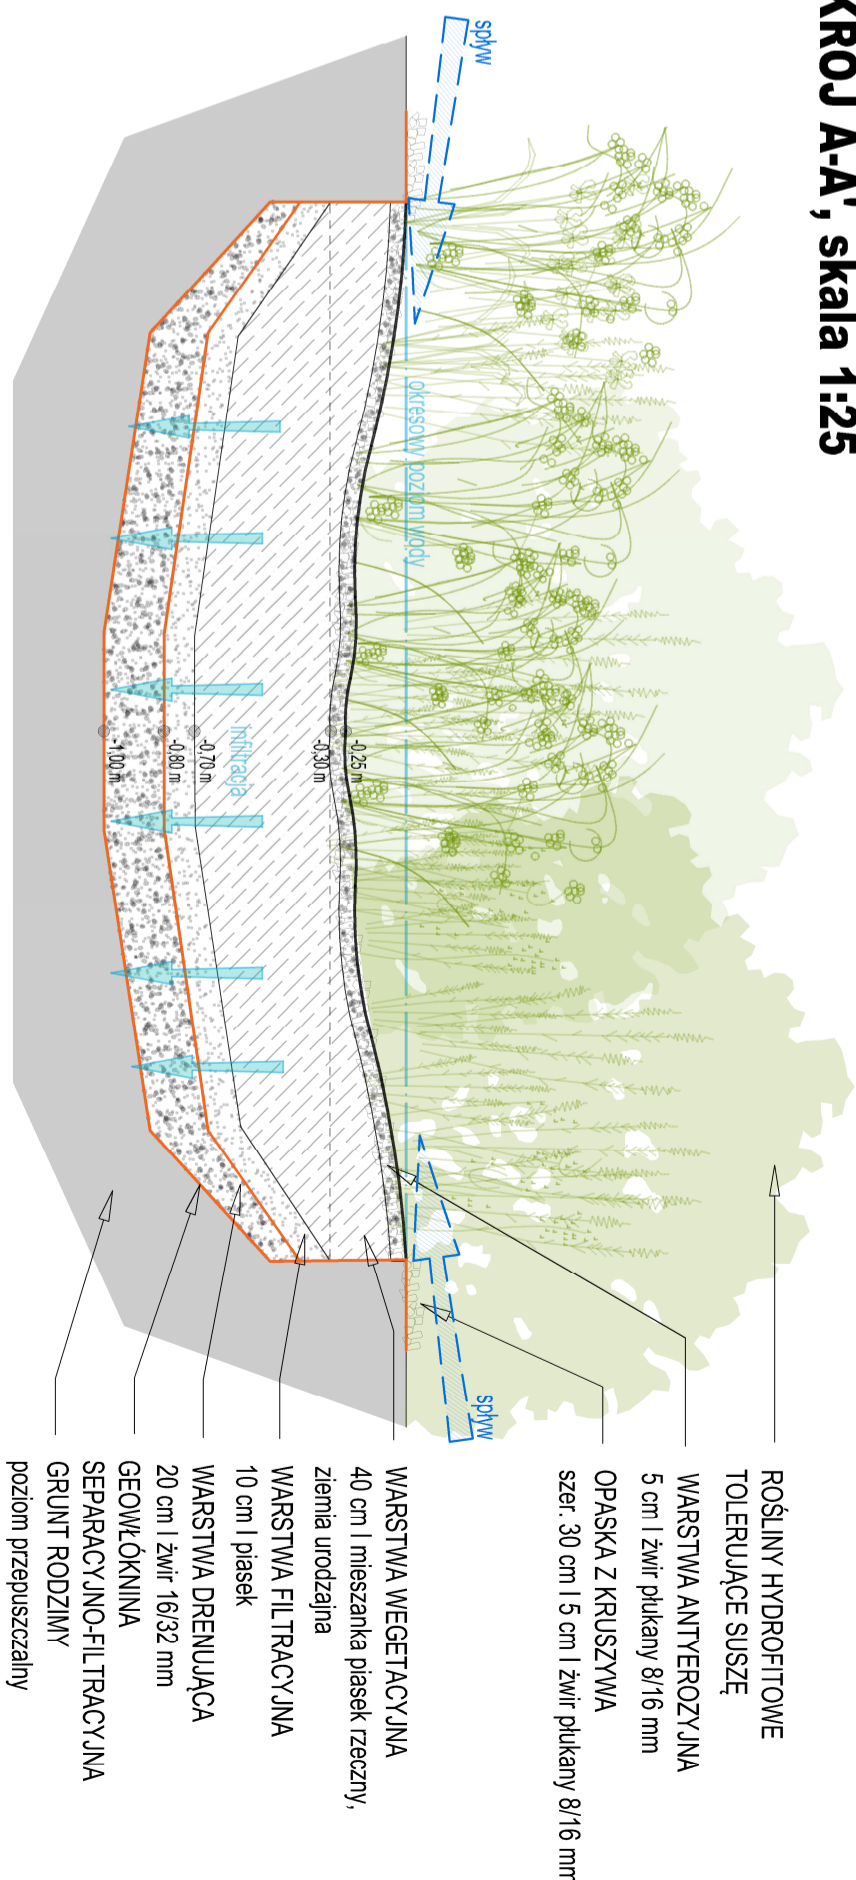 KRÓJ A-A', skala 1:25
spływ
okresowy poziom wody
-0,25 m
-0,30 m
infiltracja
-0,70 m
-0,80 m
-1,00 m
spływ
ROŚLINY HYDROFITOWE
TOLERUJĄCE SUSZĘ
WARSTWA ANTYEROZYJNA
5 cm I żwir płukany 8/16 mm
OPASKA Z KRUSZYWA
szer. 30 cm I 5 cm I żwir płukany 8/16 mm
WARSTWA WEGETACYJNA
40 cm I mieszanka piasek rzeczny,
ziemia urodzajna
WARSTWA FILTRACYJNA
10 cm I piasek
WARSTWA DRENUJĄCA
20 cm I żwir 16/32 mm
GEOWŁÓKNINA
SEPARACYJNO-FILTRACYJNA
GRUNT RODZIMY
poziom przepuszczalny